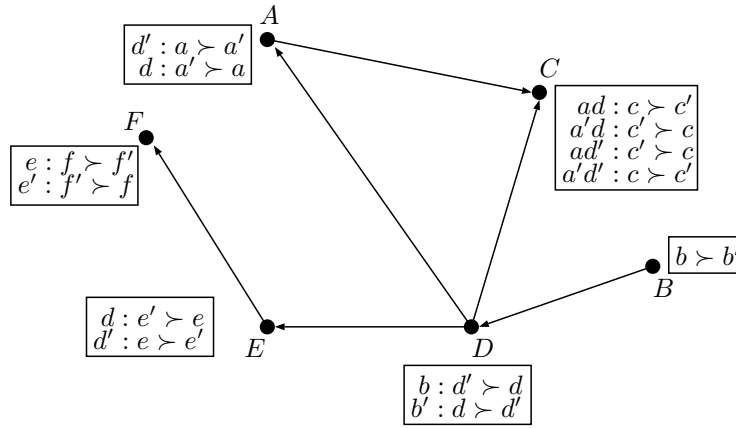 A
d′ : a ≻ a′
d : a′ ≻ a
C
ad : c ≻ c′
a′d : c′ ≻ c
ad′ : c′ ≻ c
a′d′ : c ≻ c′
F
e : f ≻ f′
e′ : f′ ≻ f
b ≻ b′
B
d : e′ ≻ e
d′ : e ≻ e′
E
D
b : d′ ≻ d
b′ : d ≻ d′